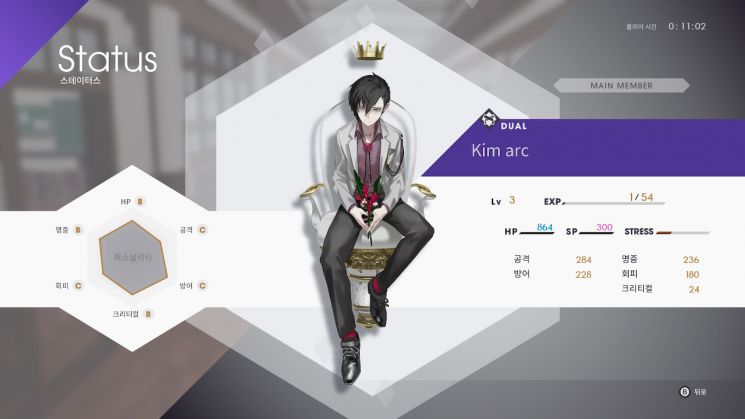 플레이 시간 0:11:02
Status
스테이터스
MAIN MEMBER
DUAL
Kim arc
Lv 3 EXP 1/54
HP 864 SP 300 STRESS
공격 284 명중 236
방어 228 회피 180
크리티컬 24
HP B
명중 B
공격 C
퍼스널리티
회피 C
방어 C
크리티컬 B
B 뒤로